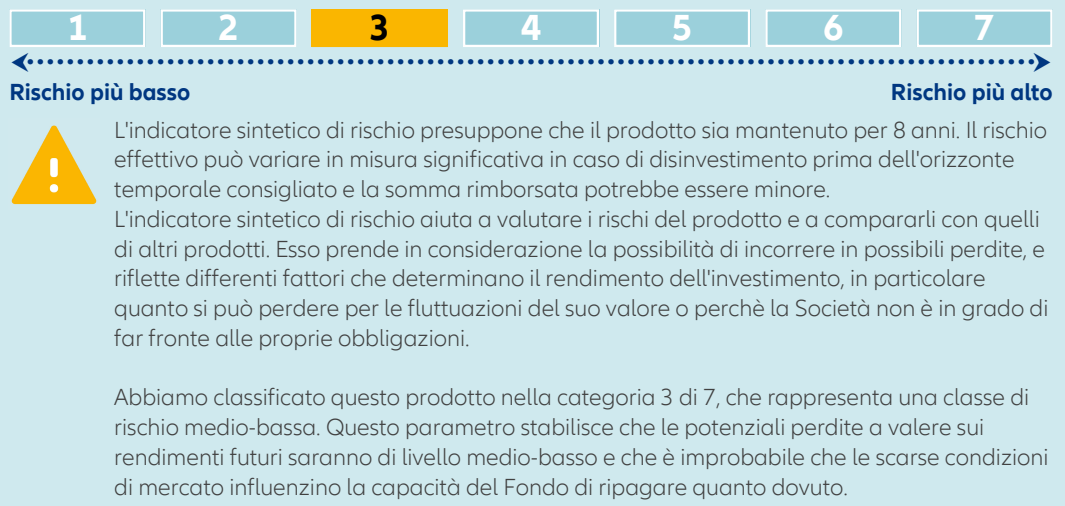 1 2 3 4 5 6 7
Rischio più basso Rischio più alto
L'indicatore sintetico di rischio presuppone che il prodotto sia mantenuto per 8 anni. Il rischio
effettivo può variare in misura significativa in caso di disinvestimento prima dell'orizzonte
temporale consigliato e la somma rimborsata potrebbe essere minore.
L'indicatore sintetico di rischio aiuta a valutare i rischi del prodotto e a compararli con quelli
di altri prodotti. Esso prende in considerazione la possibilità di incorrere in possibili perdite, e
riflette differenti fattori che determinano il rendimento dell'investimento, in particolare
quanto si può perdere per le fluttuazioni del suo valore o perchè la Società non è in grado di
far fronte alle proprie obbligazioni.
Abbiamo classificato questo prodotto nella categoria 3 di 7, che rappresenta una classe di
rischio medio-bassa. Questo parametro stabilisce che le potenziali perdite a valere sui
rendimenti futuri saranno di livello medio-basso e che è improbabile che le scarse condizioni
di mercato influenzino la capacità del Fondo di ripagare quanto dovuto.